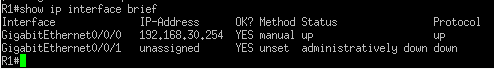 R1#show ip interface brief
Interface              IP-Address      OK? Method Status                Protocol
GigabitEthernet0/0/0   192.168.30.254  YES manual up                    up
GigabitEthernet0/0/1   unassigned      YES unset  administratively down down
R1#